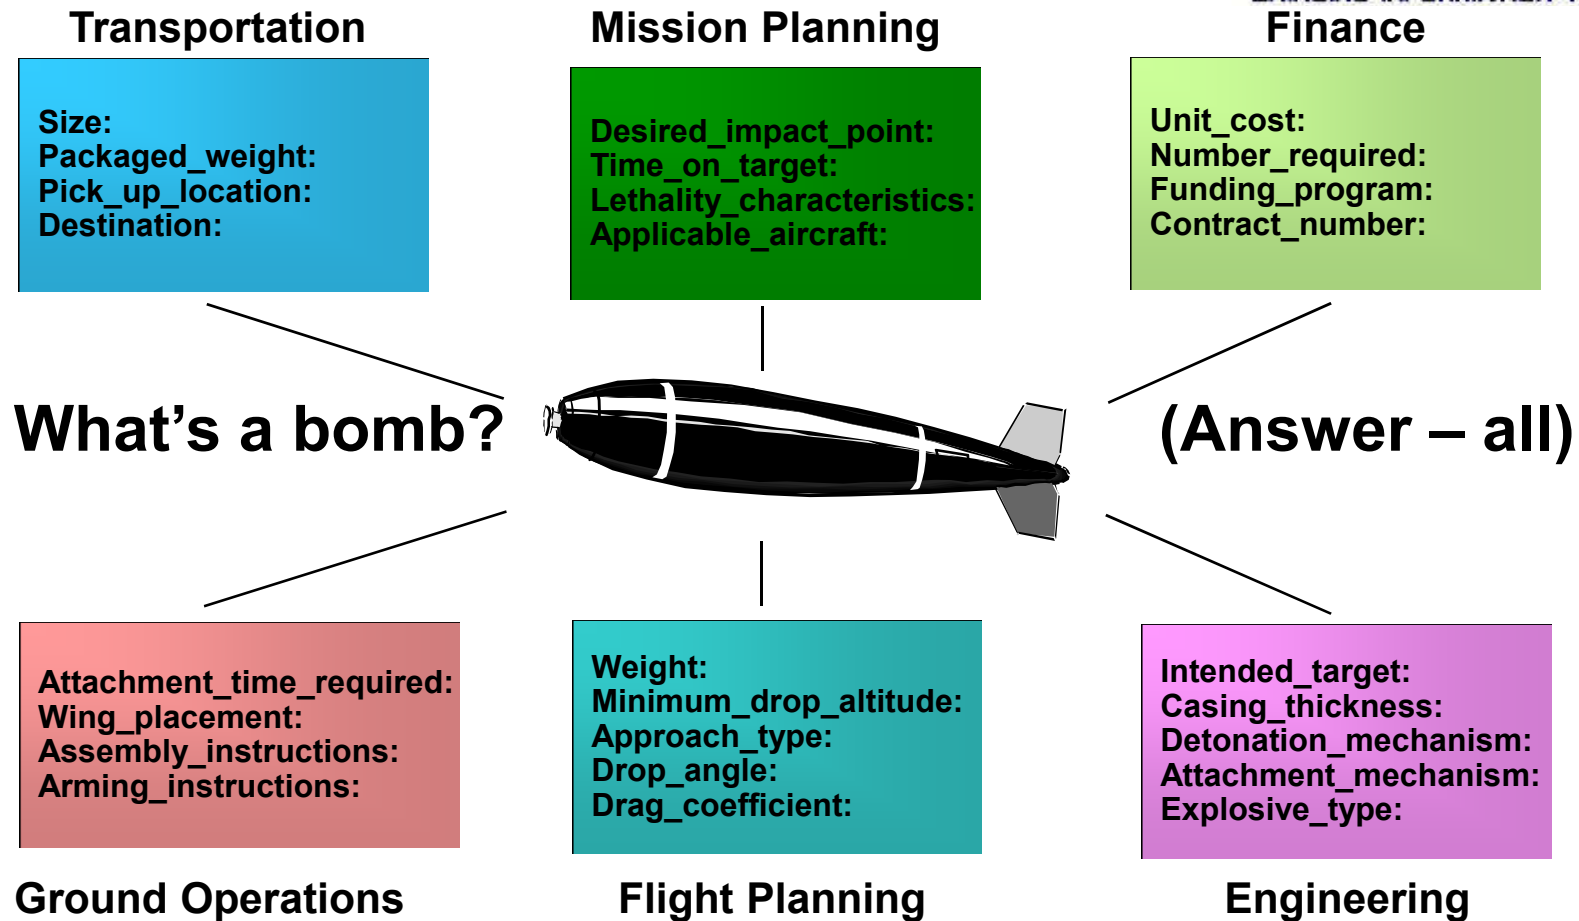 Transportation
Mission Planning
Finance
Size:
Packaged_weight:
Pick_up_location:
Destination:
Desired_impact_point:
Time_on_target:
Lethality_characteristics:
Applicable_aircraft:
Unit_cost:
Number_required:
Funding_program:
Contract_number:
What’s a bomb?
(Answer – all)
Attachment_time_required:
Wing_placement:
Assembly_instructions:
Arming_instructions:
Weight:
Minimum_drop_altitude:
Approach_type:
Drop_angle:
Drag_coefficient:
Intended_target:
Casing_thickness:
Detonation_mechanism:
Attachment_mechanism:
Explosive_type:
Ground Operations
Flight Planning
Engineering